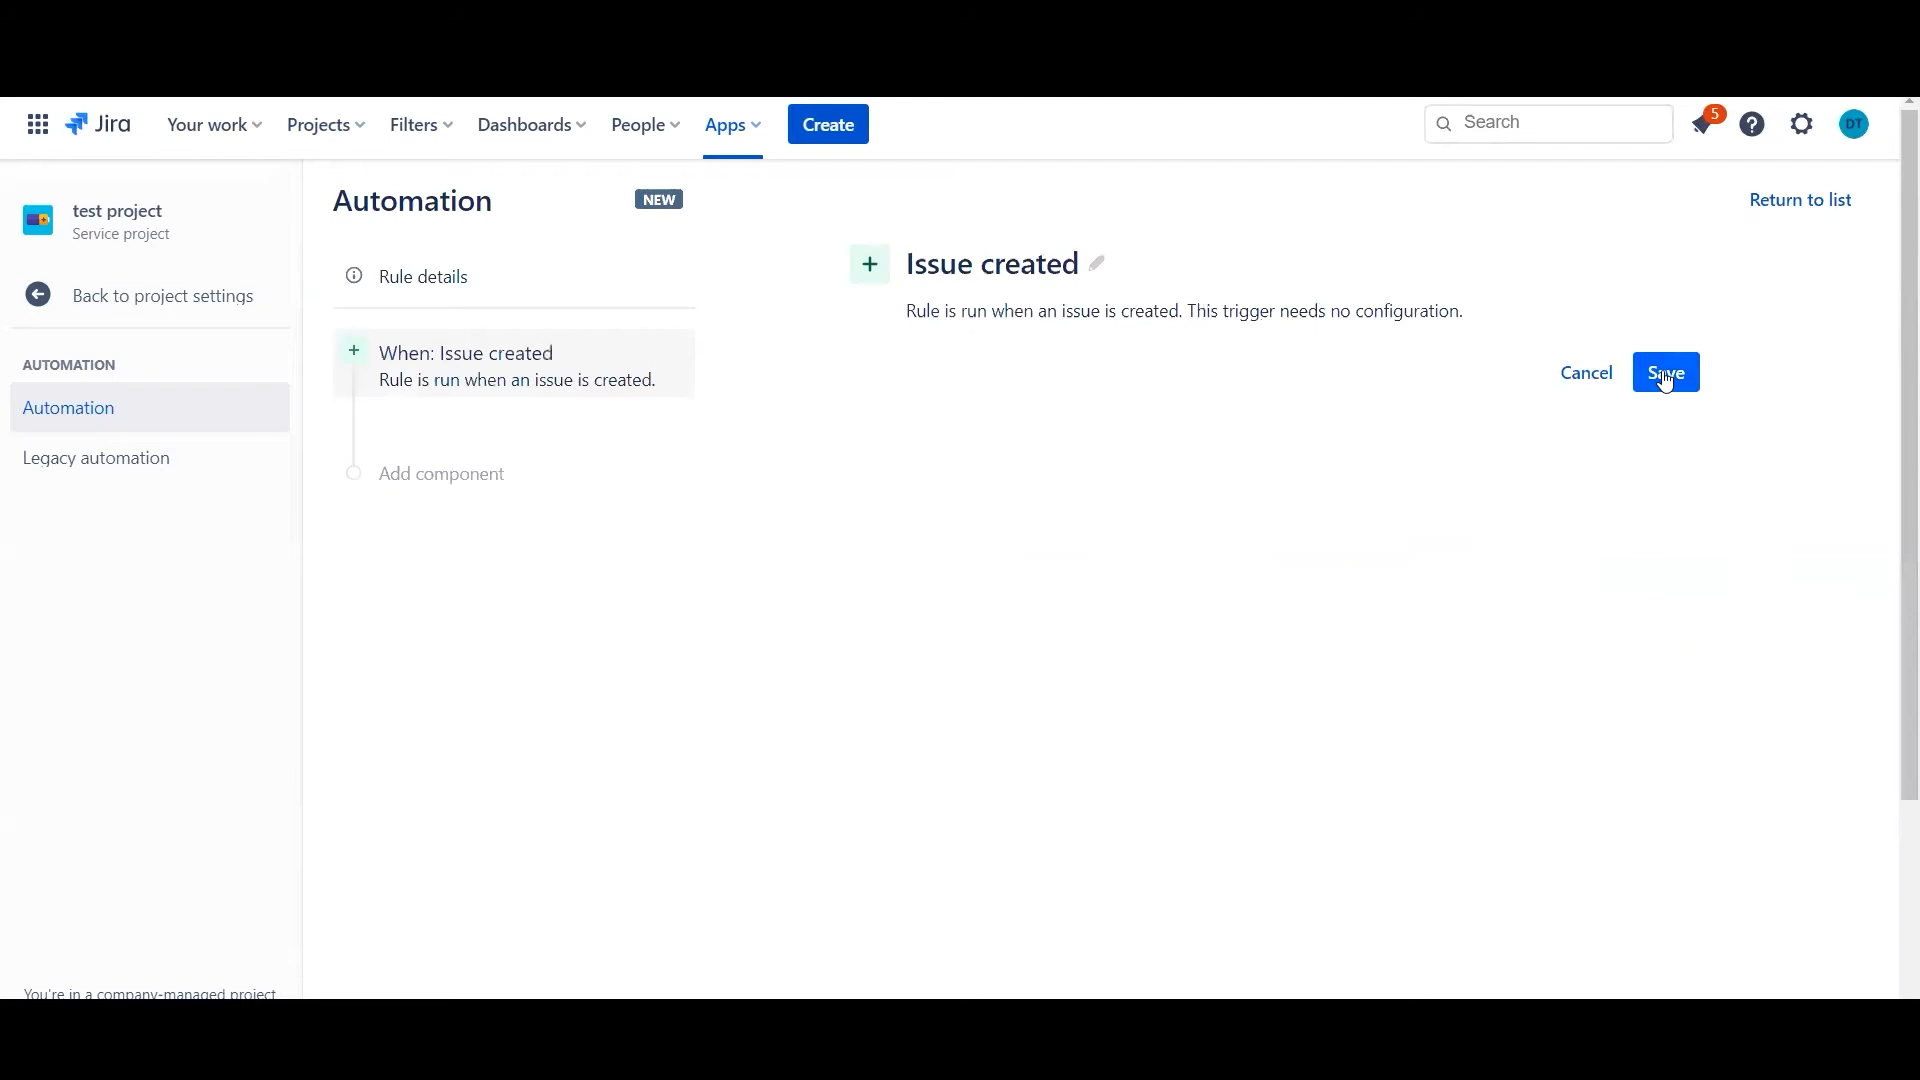 Jira
Your work
Projects
Filters
Dashboards
People
Apps
Create
Search
5
DT
test project
Service project
Back to project settings
AUTOMATION
Automation
Legacy automation
You're in a company-managed project
Automation
NEW
Return to list
Rule details
When: Issue created
Rule is run when an issue is created.
Add component
Issue created
Rule is run when an issue is created. This trigger needs no configuration.
Cancel
Save